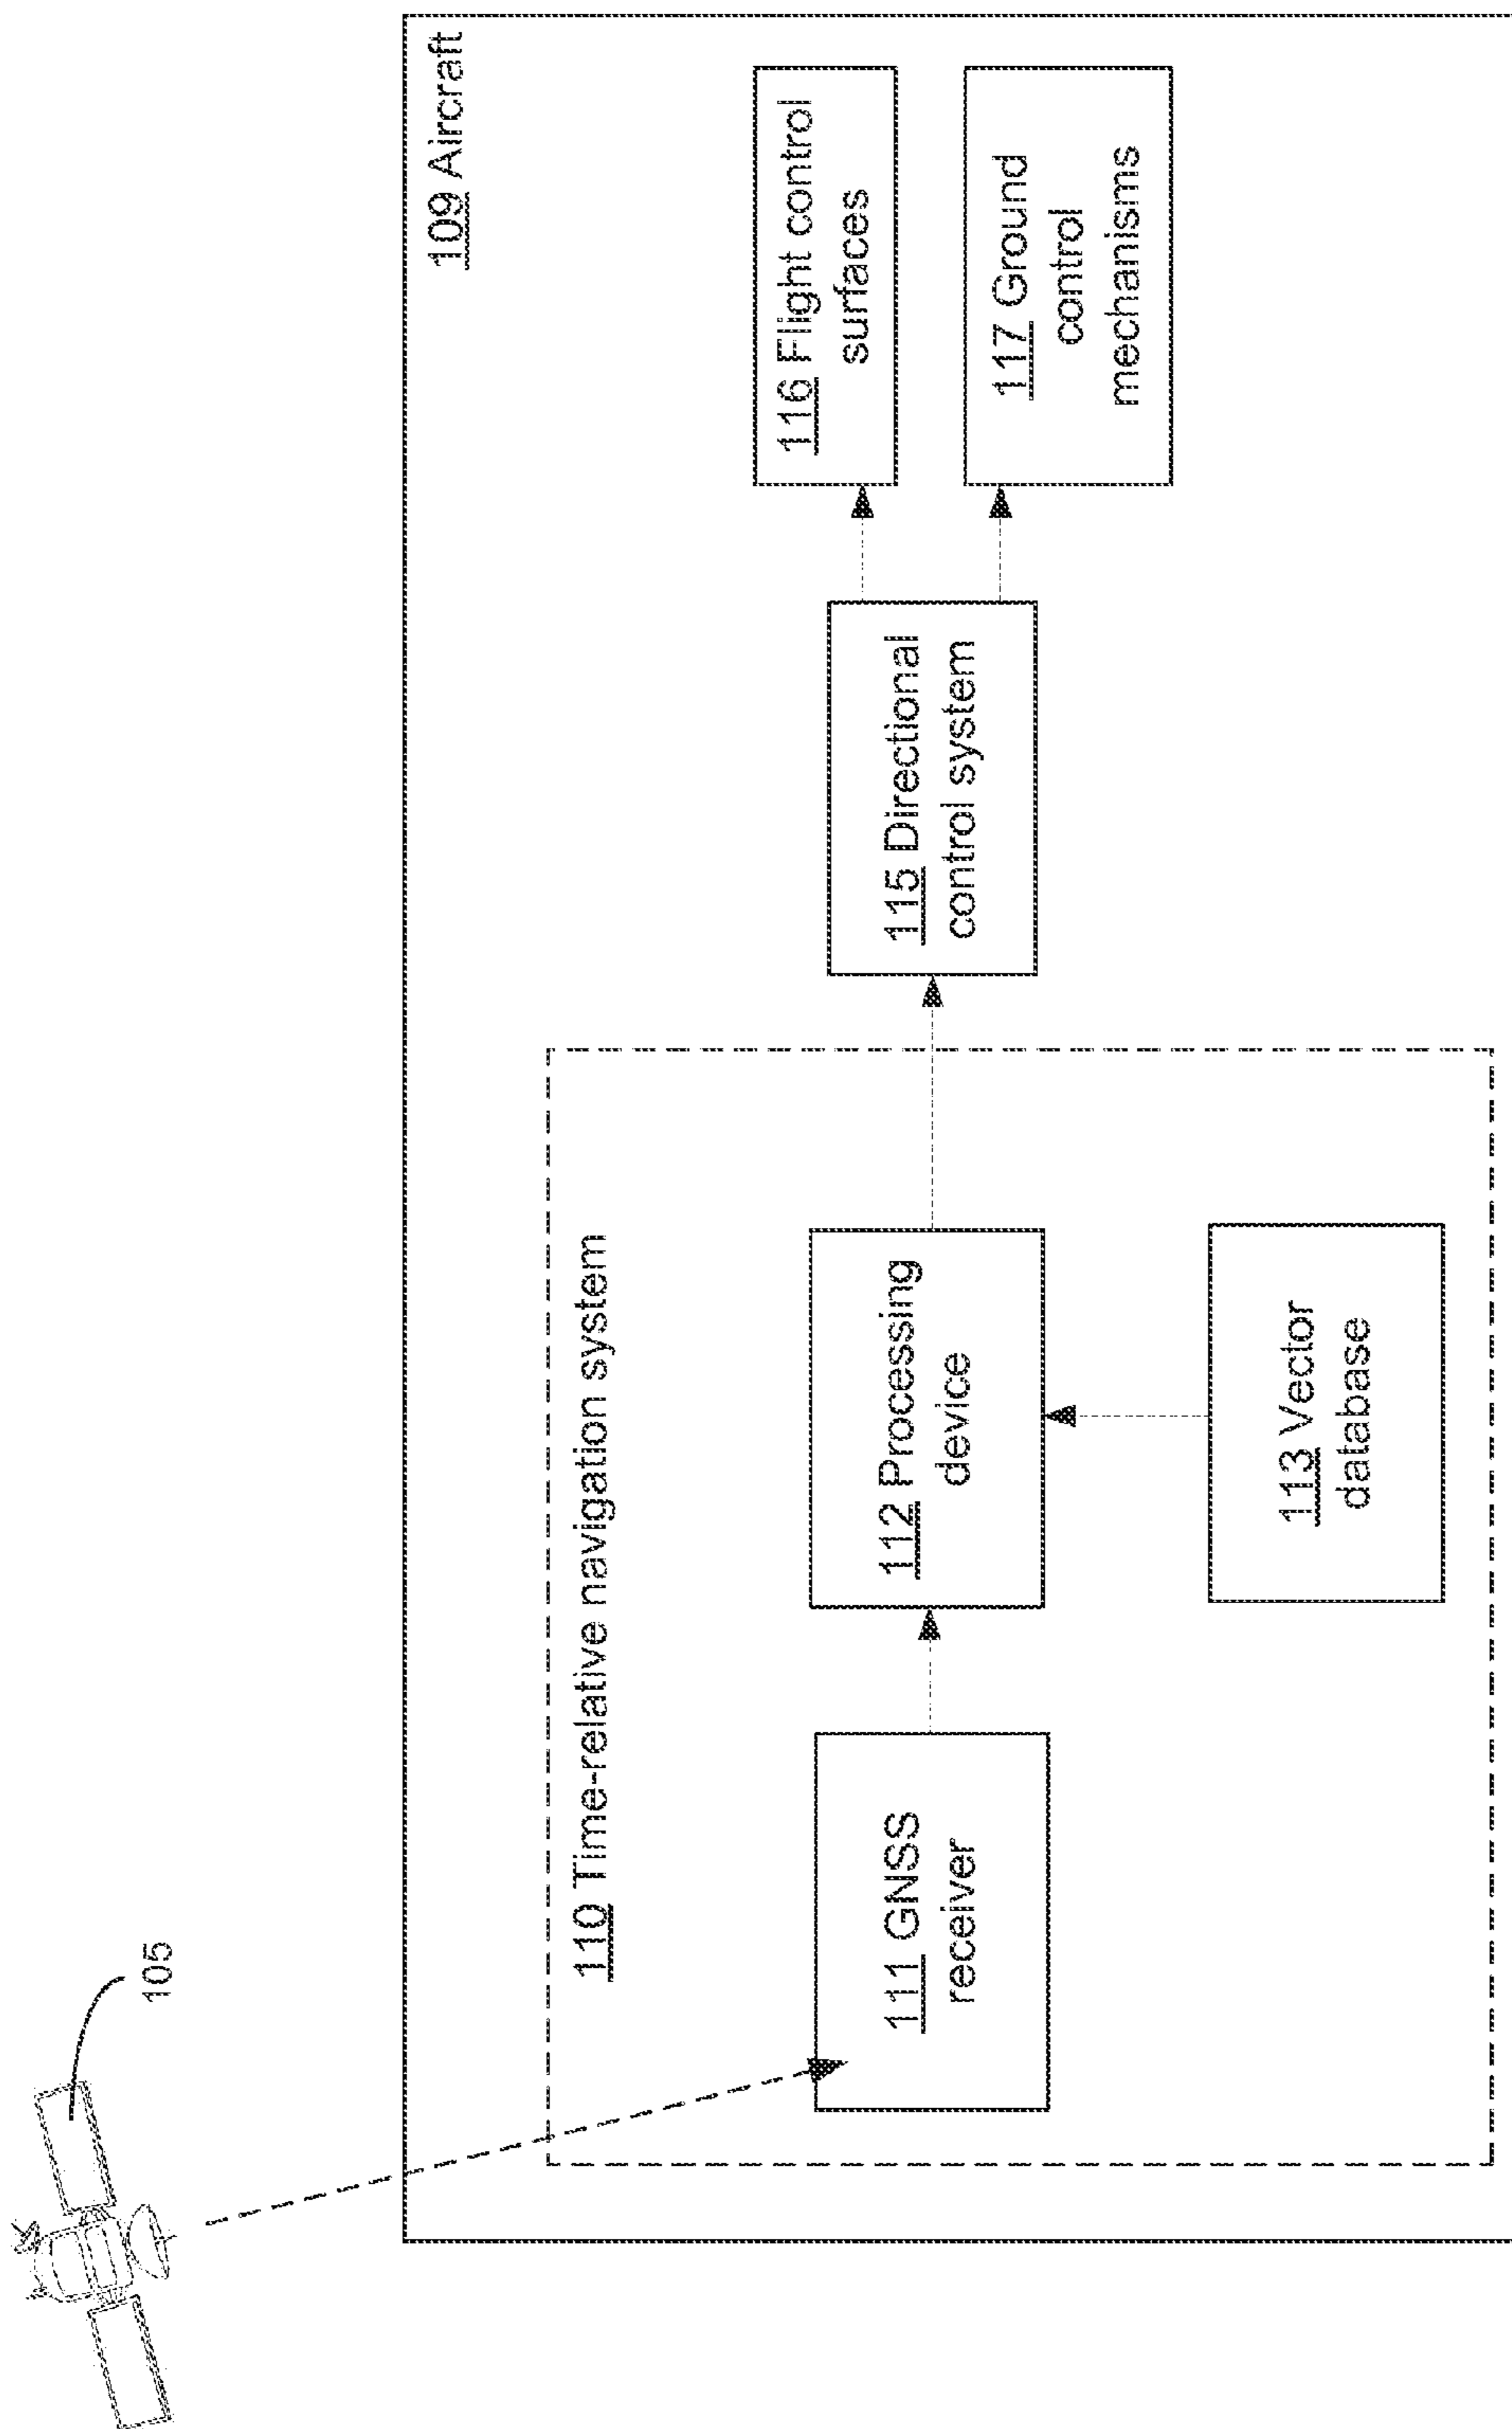 105
109 Aircraft
110 Time-relative navigation system
111 GNSS
receiver
112 Processing
device
113 Vector
database
115 Directional
control system
116 Flight control
surfaces
117 Ground
control
mechanisms